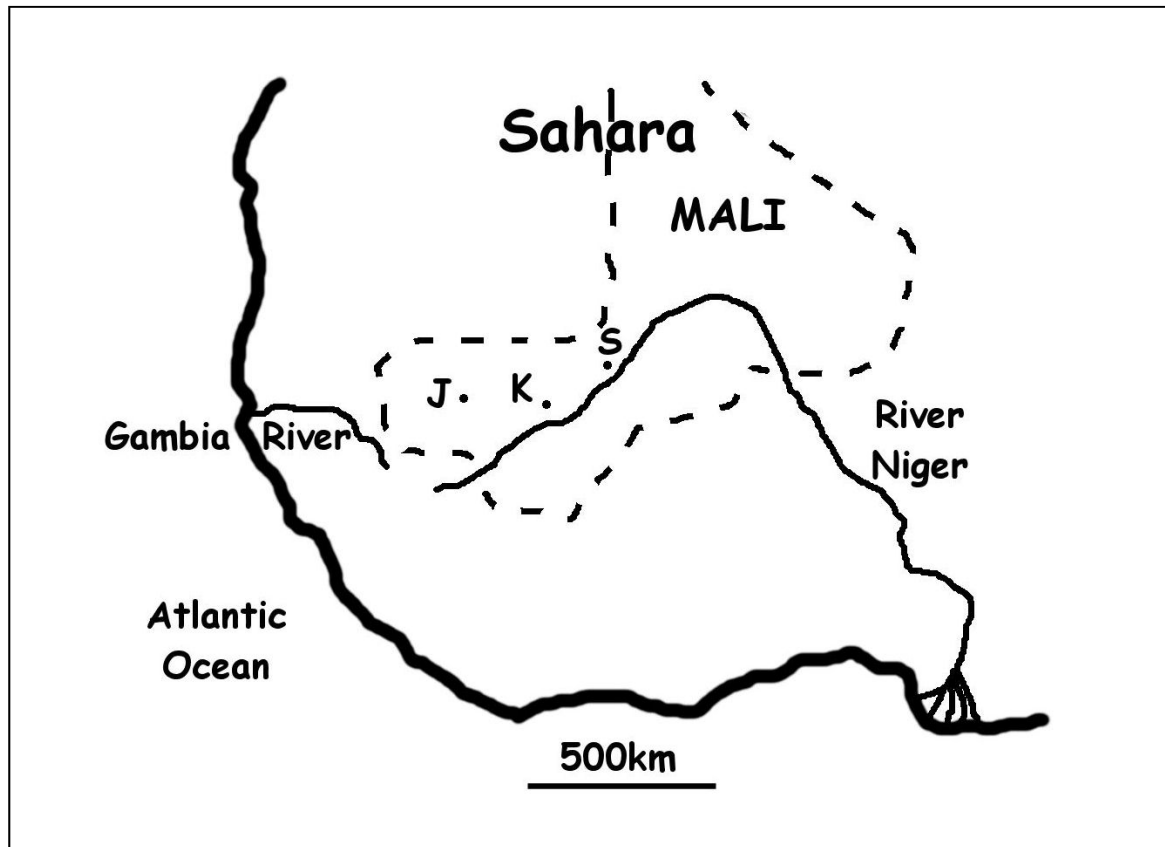 Sahara
MALI
S
J
K
Gambia River
River
Niger
Atlantic
Ocean
500km